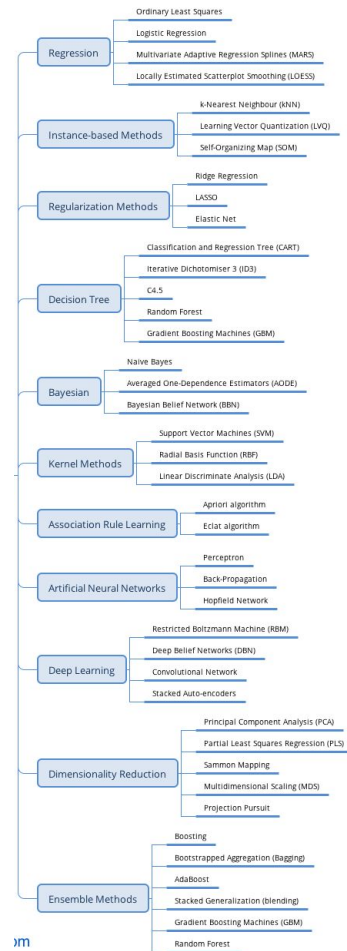 Regression
Ordinary Least Squares
Logistic Regression
Multivariate Adaptive Regression Splines (MARS)
Locally Estimated Scatterplot Smoothing (LOESS)
Instance-based Methods
k-Nearest Neighbour (kNN)
Learning Vector Quantization (LVQ)
Self-Organizing Map (SOM)
Regularization Methods
Ridge Regression
LASSO
Elastic Net
Decision Tree
Classification and Regression Tree (CART)
Iterative Dichotomiser 3 (ID3)
C4.5
Random Forest
Gradient Boosting Machines (GBM)
Bayesian
Naive Bayes
Averaged One-Dependence Estimators (AODE)
Bayesian Belief Network (BBN)
Kernel Methods
Support Vector Machines (SVM)
Radial Basis Function (RBF)
Linear Discriminate Analysis (LDA)
Association Rule Learning
Apriori algorithm
Eclat algorithm
Artificial Neural Networks
Perceptron
Back-Propagation
Hopfield Network
Deep Learning
Restricted Boltzmann Machine (RBM)
Deep Belief Networks (DBN)
Convolutional Network
Stacked Auto-encoders
Dimensionality Reduction
Principal Component Analysis (PCA)
Partial Least Squares Regression (PLS)
Sammon Mapping
Multidimensional Scaling (MDS)
Projection Pursuit
Ensemble Methods
Boosting
Bootstrapped Aggregation (Bagging)
AdaBoost
Stacked Generalization (blending)
Gradient Boosting Machines (GBM)
Random Forest
om